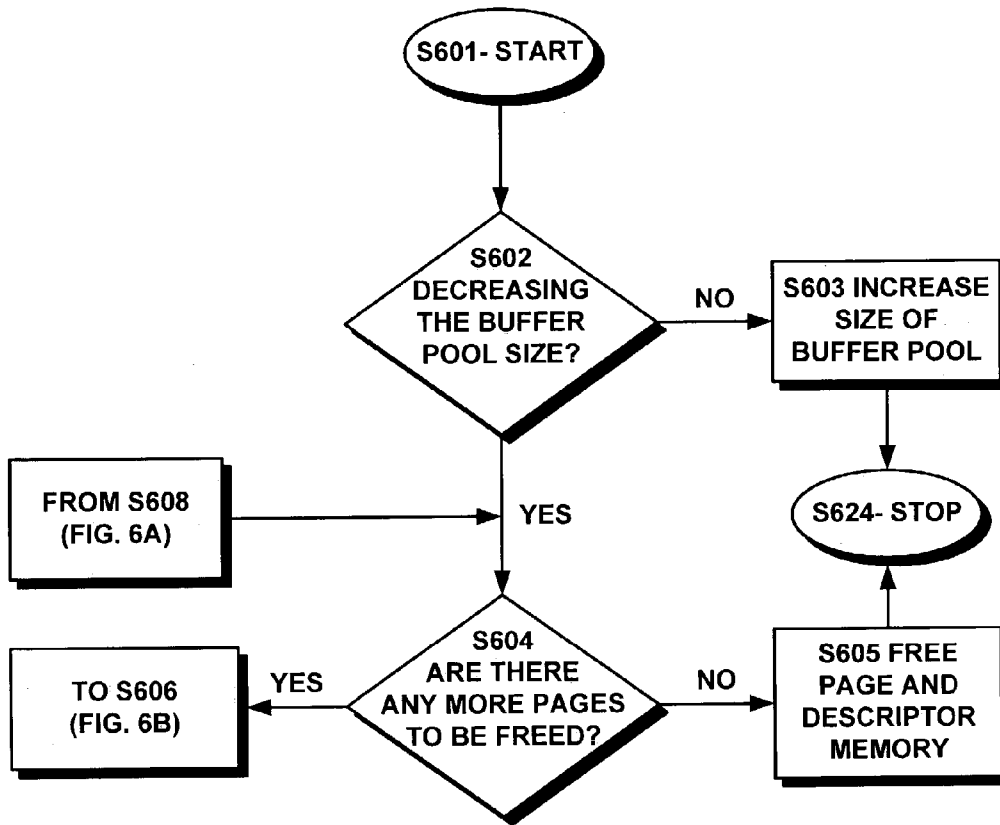 S601- START
S602
DECREASING
THE BUFFER
POOL SIZE?
NO
S603 INCREASE
SIZE OF
BUFFER POOL
FROM S608
(FIG. 6A)
YES
S624- STOP
S604
ARE THERE
ANY MORE PAGES
TO BE FREED?
YES
TO S606
(FIG. 6B)
NO
S605 FREE
PAGE AND
DESCRIPTOR
MEMORY